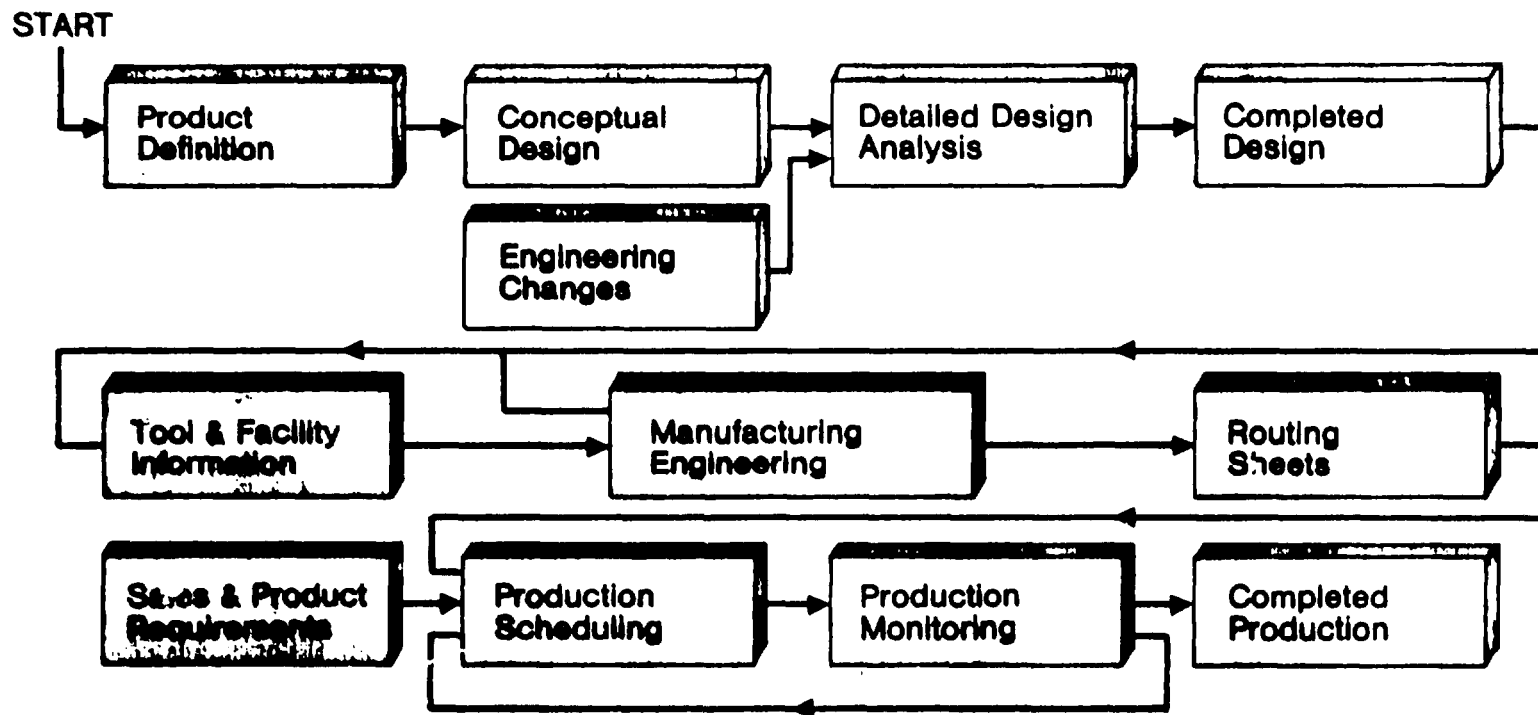 START
Product
Definition
Conceptual
Design
Detailed Design
Analysis
Completed
Design
Engineering
Changes
Tool & Facility
Information
Manufacturing
Engineering
Routing
Sheets
Sales & Product
Requirements
Production
Scheduling
Production
Monitoring
Completed
Production